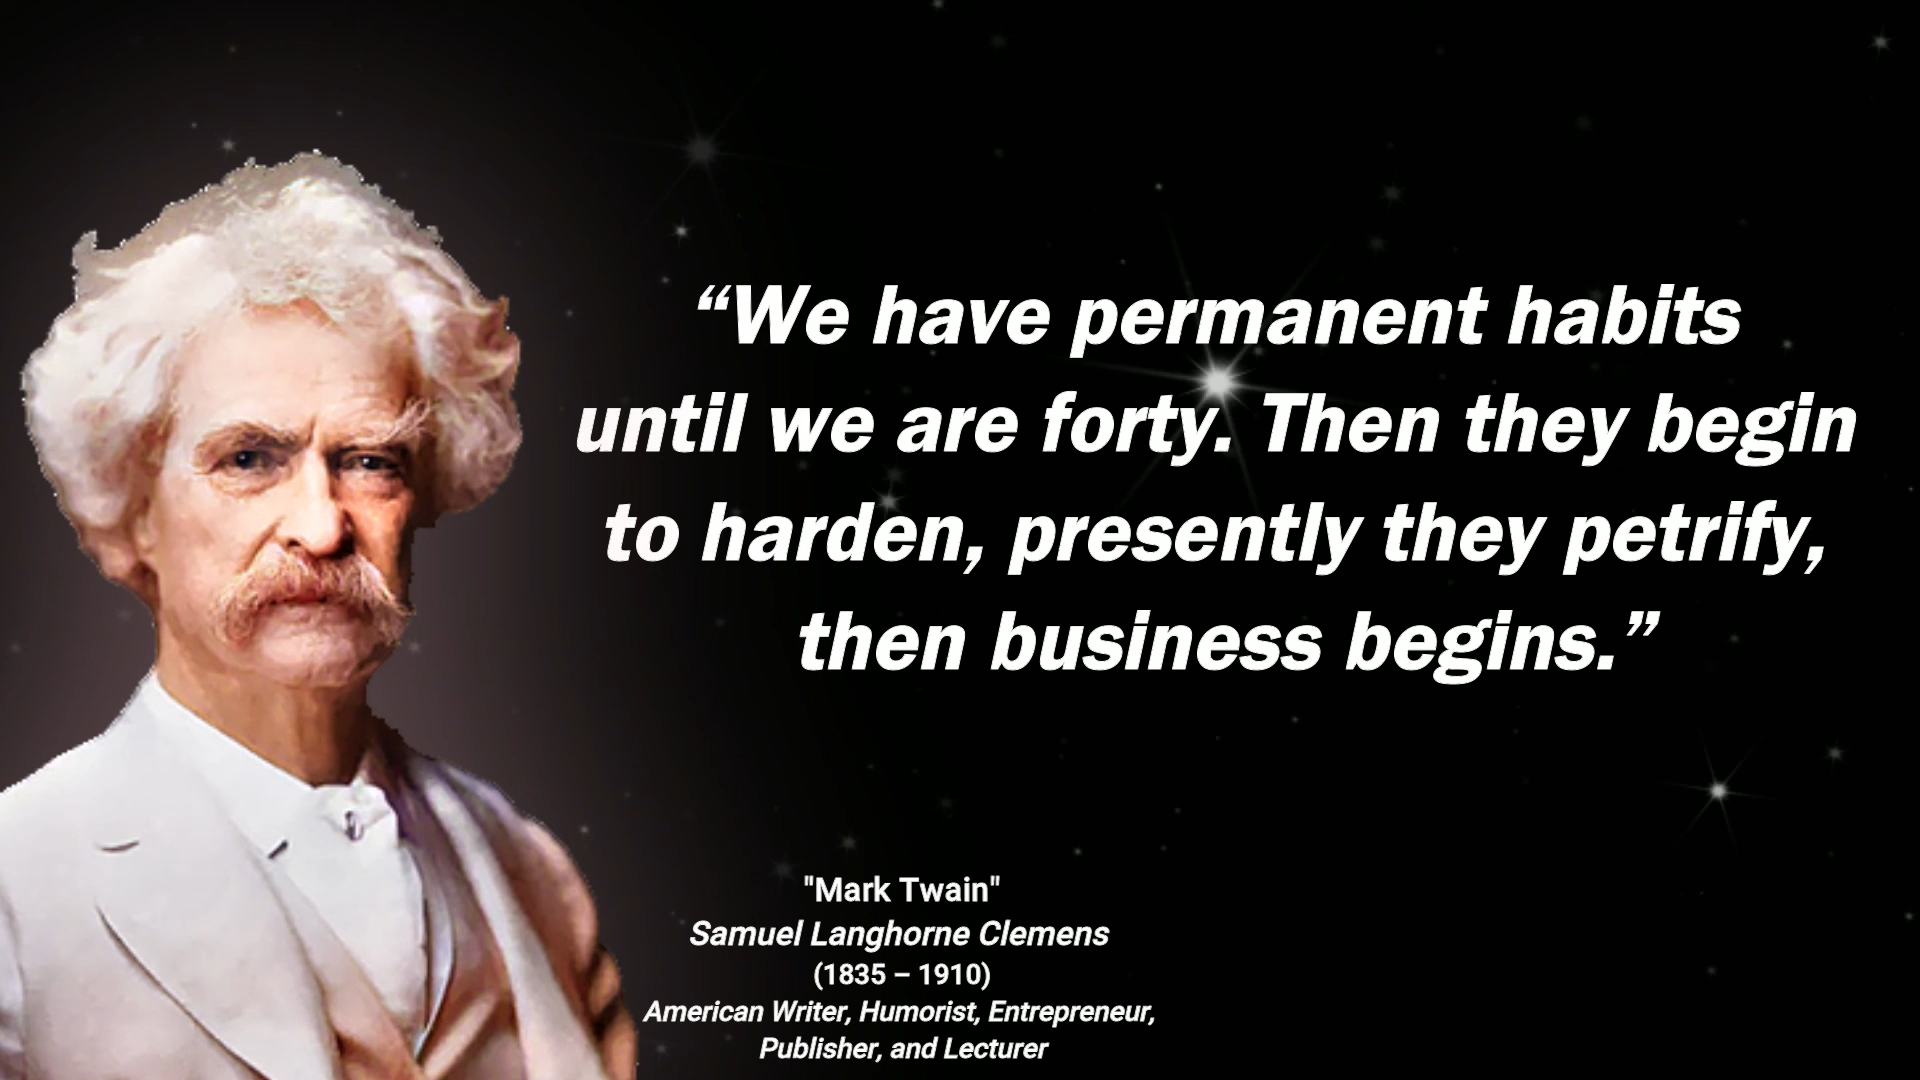 “We have permanent habits
until we are forty. Then they begin
to harden, presently they petrify,
then business begins.”
"Mark Twain"
Samuel Langhorne Clemens
(1835 – 1910)
American Writer, Humorist, Entrepreneur,
Publisher, and Lecturer